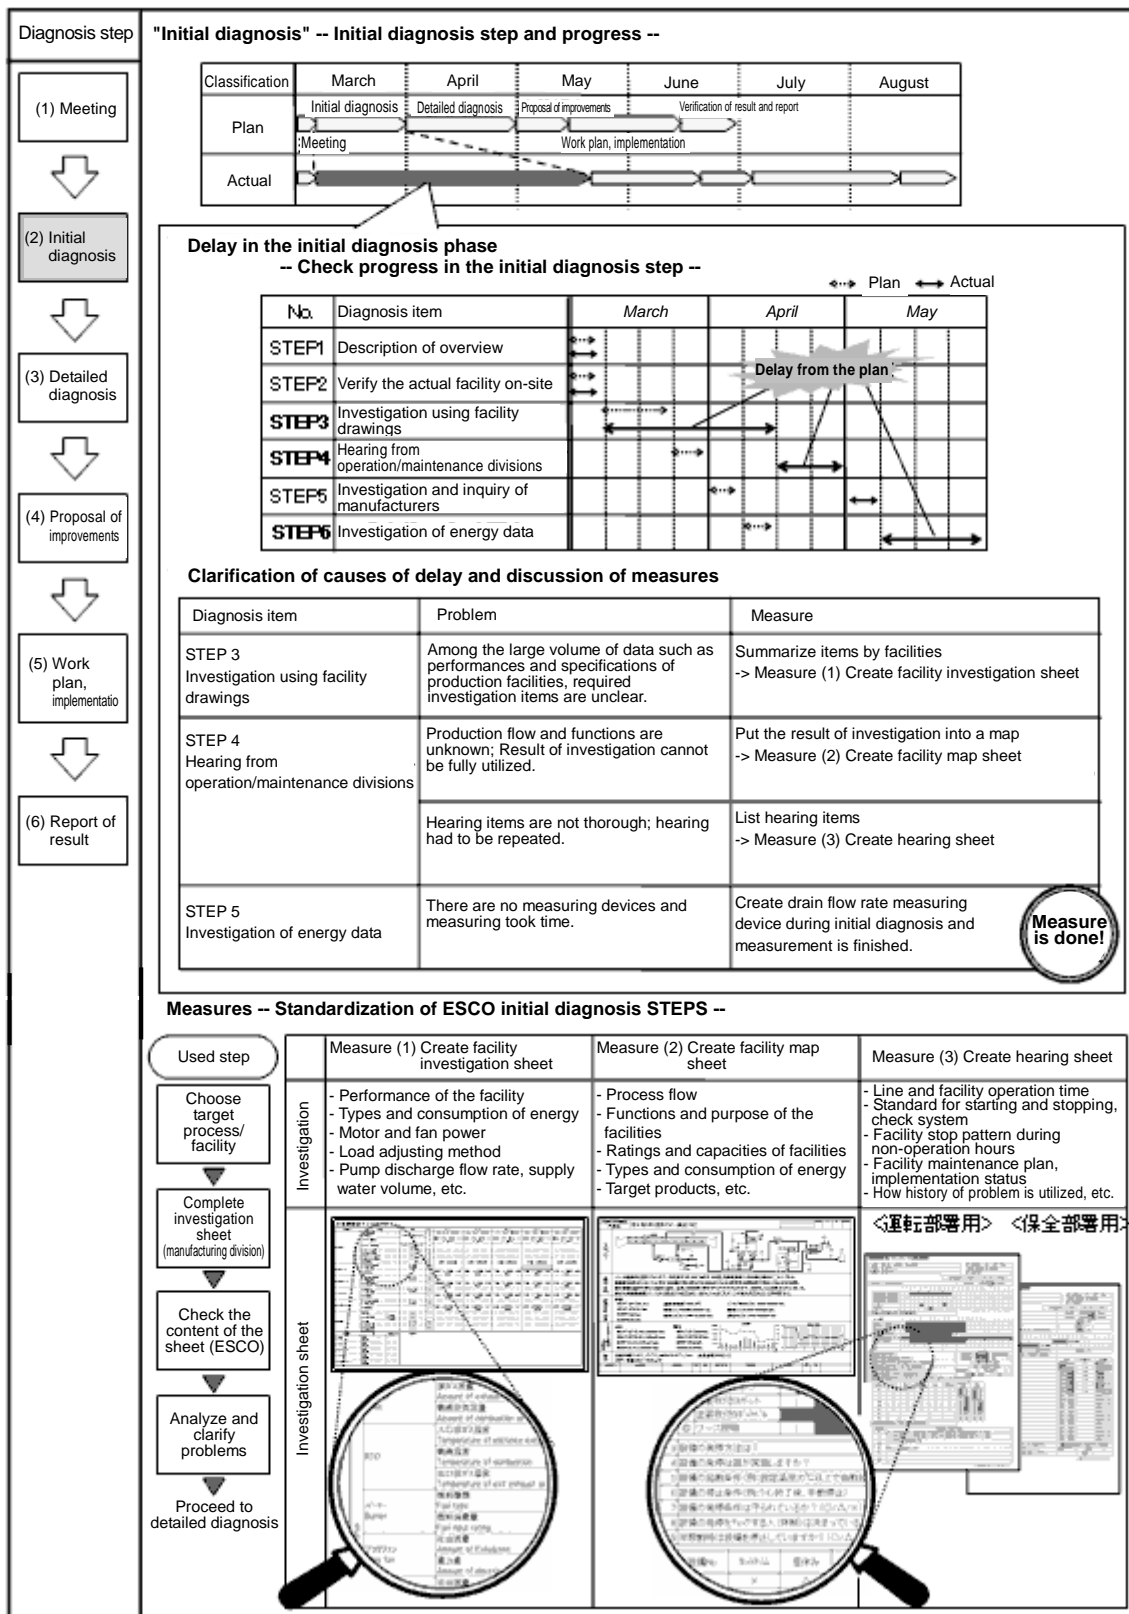 Diagnosis step
(1) Meeting
(2) Initial
diagnosis
(3) Detailed
diagnosis
(4) Proposal of
improvements
(5) Work
plan,
implementatio
(6) Report of
result
"Initial diagnosis" -- Initial diagnosis step and progress --
Classification March April May June July August
Plan
Initial diagnosis Detailed diagnosis Proposal of improvements Verification of result and report
Meeting Work plan, implementation
Actual
Delay in the initial diagnosis phase
-- Check progress in the initial diagnosis step --
Plan Actual
No. Diagnosis item March April May
STEP1 Description of overview
STEP2 Verify the actual facility on-site
Delay from the plan
STEP3 Investigation using facility
drawings
STEP4 Hearing from
operation/maintenance divisions
STEP5 Investigation and inquiry of
manufacturers
STEP6 Investigation of energy data
Clarification of causes of delay and discussion of measures
Diagnosis item Problem Measure
STEP 3
Investigation using facility
drawings
Among the large volume of data such as
performances and specifications of
production facilities, required
investigation items are unclear.
Summarize items by facilities
-> Measure (1) Create facility investigation sheet
STEP 4
Hearing from
operation/maintenance divisions
Production flow and functions are
unknown; Result of investigation cannot
be fully utilized.
Put the result of investigation into a map
-> Measure (2) Create facility map sheet
Hearing items are not thorough; hearing
had to be repeated.
List hearing items
-> Measure (3) Create hearing sheet
STEP 5
Investigation of energy data
There are no measuring devices and
measuring took time.
Create drain flow rate measuring
device during initial diagnosis and
measurement is finished.
Measure
is done!
Measures -- Standardization of ESCO initial diagnosis STEPS --
Used step
Choose
target
process/
facility
Complete
investigation
sheet
(manufacturing division)
Check the
content of the
sheet (ESCO)
Analyze and
clarify
problems
Proceed to
detailed diagnosis
Measure (1) Create facility
investigation sheet
Measure (2) Create facility map
sheet
Measure (3) Create hearing sheet
Investigation
- Performance of the facility
- Types and consumption of energy
- Motor and fan power
- Load adjusting method
- Pump discharge flow rate, supply
water volume, etc.
- Process flow
- Functions and purpose of the
facilities
- Ratings and capacities of facilities
- Types and consumption of energy
- Target products, etc.
- Line and facility operation time
- Standard for starting and stopping,
check system
- Facility stop pattern during
non-operation hours
- Facility maintenance plan,
implementation status
- How history of problem is utilized, etc.
Investigation sheet
<運転部署用> <保全部署用>